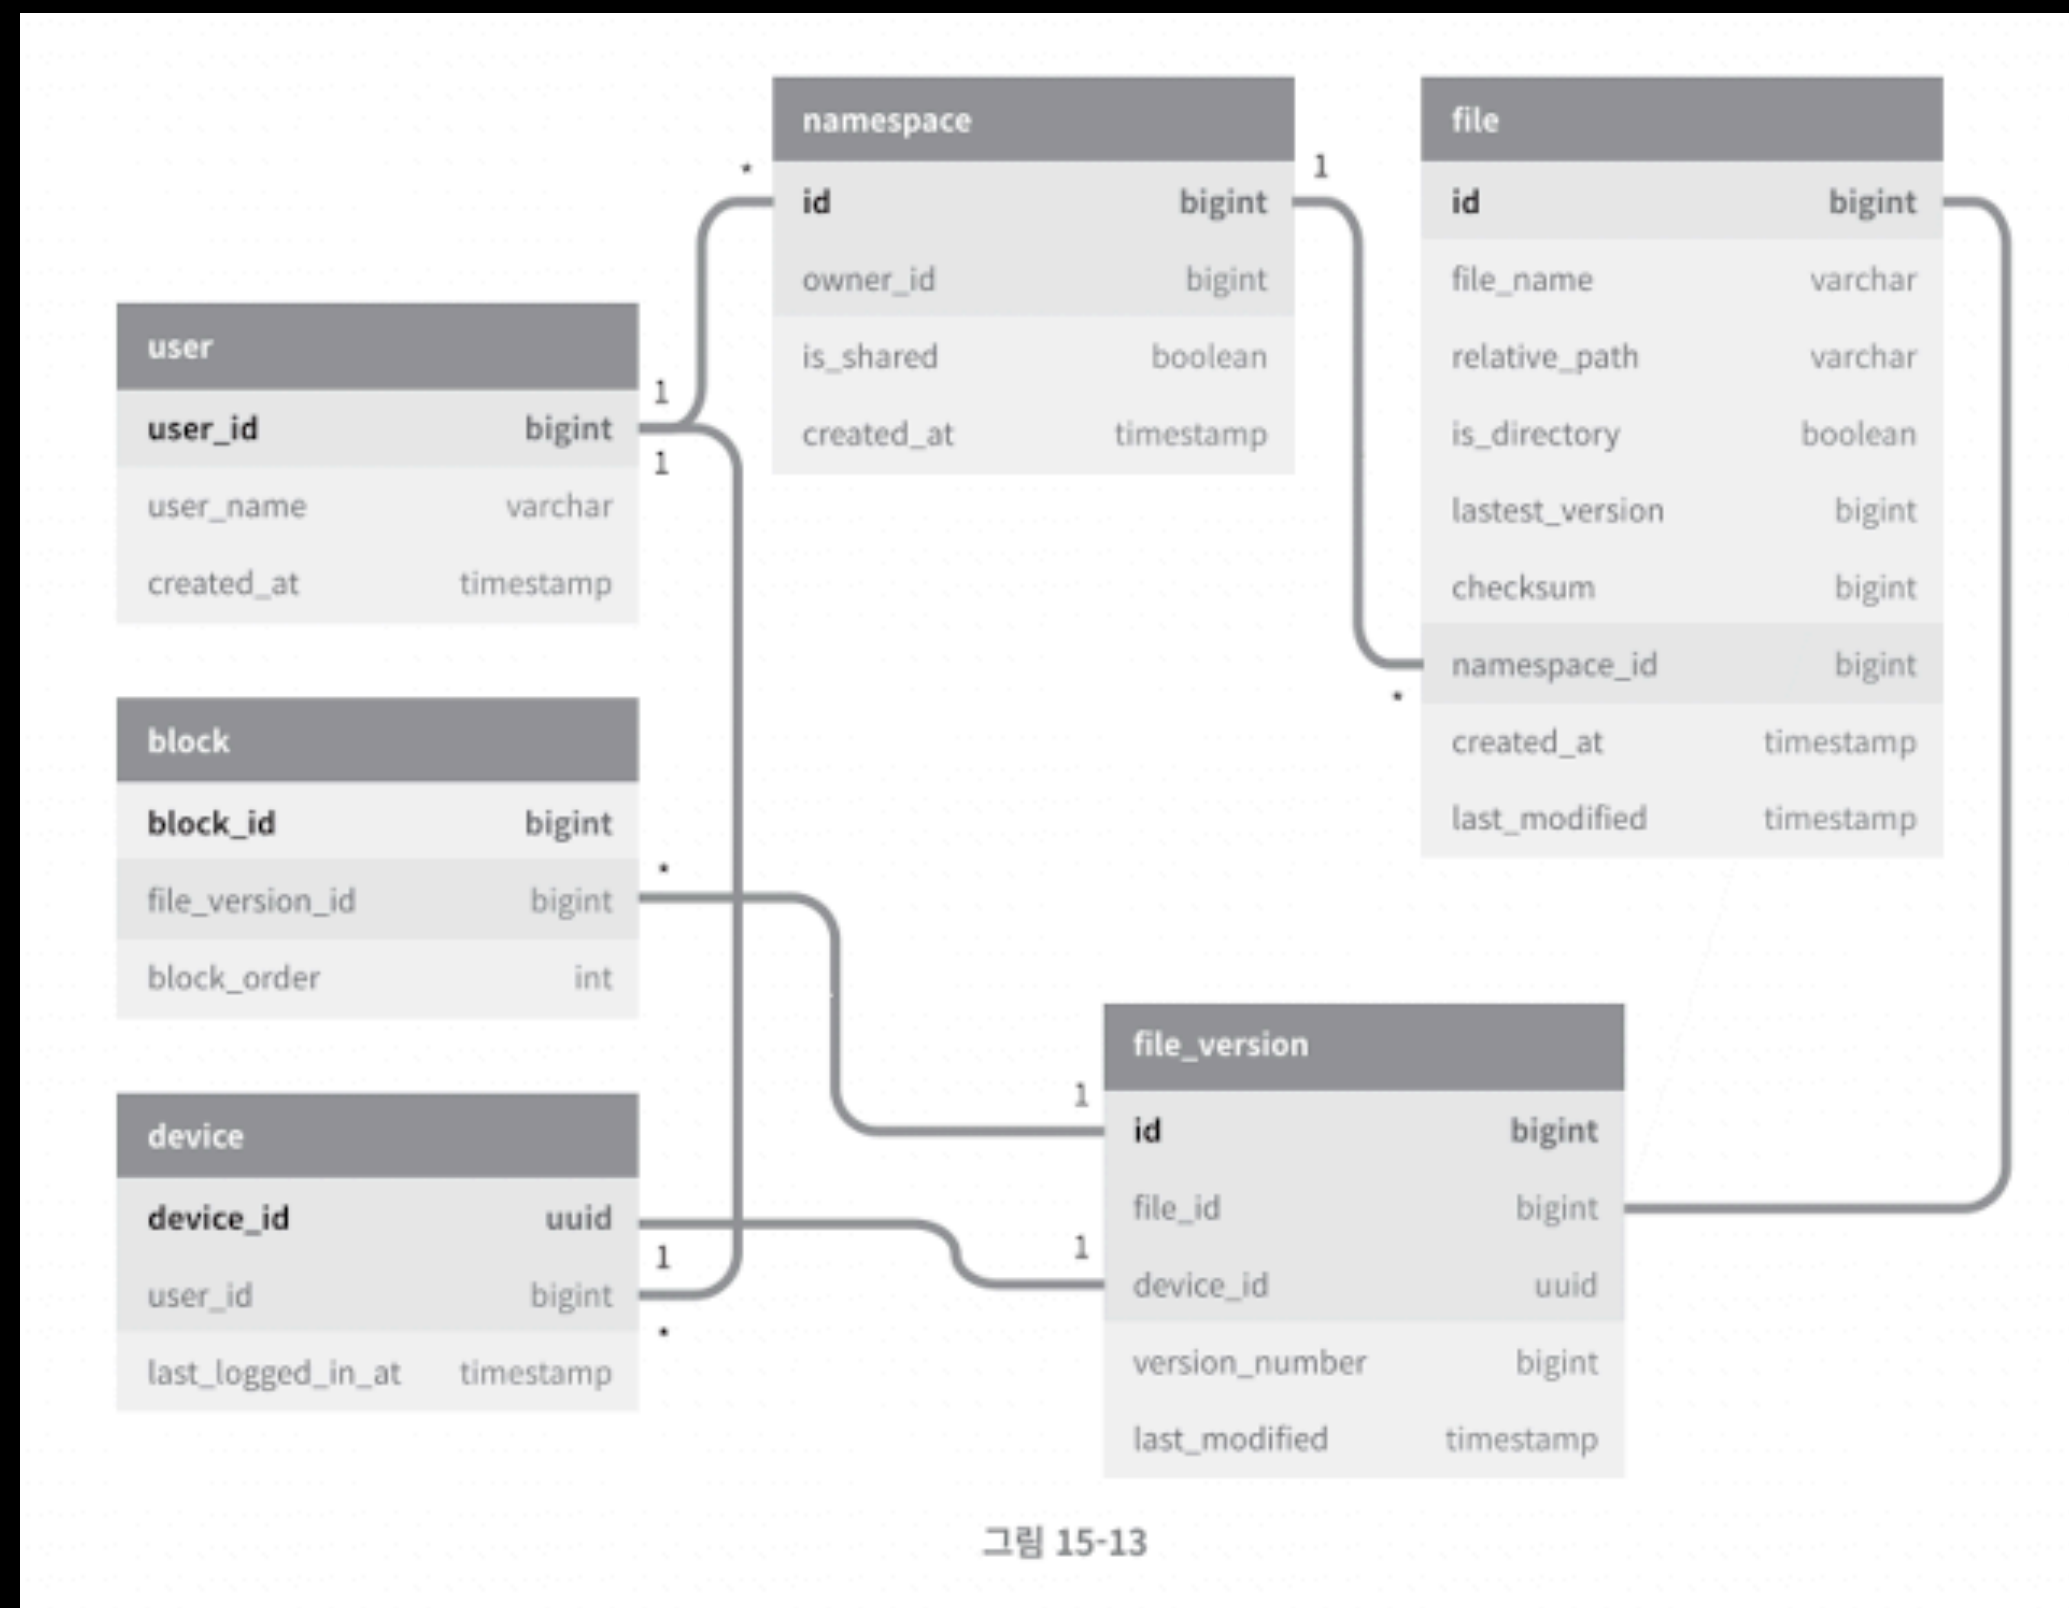 namespace
id bigint
owner_id bigint
is_shared boolean
created_at timestamp
*
1
file
id bigint
file_name varchar
relative_path varchar
is_directory boolean
lastest_version bigint
checksum bigint
namespace_id bigint
created_at timestamp
last_modified timestamp
*
user
user_id bigint
user_name varchar
created_at timestamp
1
1
block
block_id bigint
file_version_id bigint
block_order int
*
device
device_id uuid
user_id bigint
last_logged_in_at timestamp
1
*
file_version
id bigint
file_id bigint
device_id uuid
version_number bigint
last_modified timestamp
1
1
그림 15-13